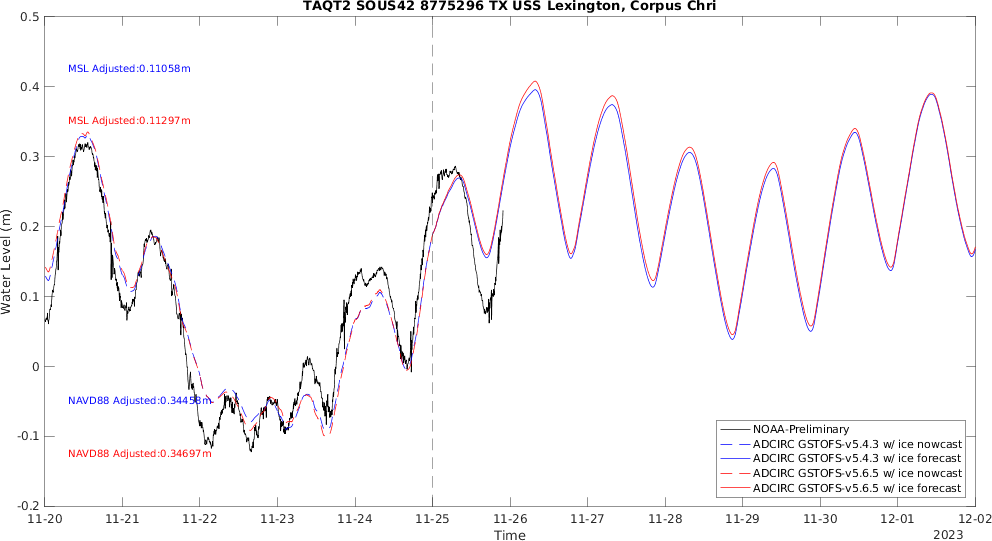 TAQT2 SOUS42 8775296 TX USS Lexington, Corpus Chri
0.5
0.4
0.3
0.2
0.1
0
-0.1
-0.2
Water Level (m)
MSL Adjusted:0.11058m
MSL Adjusted:0.11297m
NAVD88 Adjusted:0.34458m
NAVD88 Adjusted:0.34697m
NOAA-Preliminary
ADCIRC GSTOFS-v5.4.3 w/ ice nowcast
ADCIRC GSTOFS-v5.4.3 w/ ice forecast
ADCIRC GSTOFS-v5.6.5 w/ ice nowcast
ADCIRC GSTOFS-v5.6.5 w/ ice forecast
11-20 11-21 11-22 11-23 11-24 11-25 11-26 11-27 11-28 11-29 11-30 12-01 12-02
Time
2023